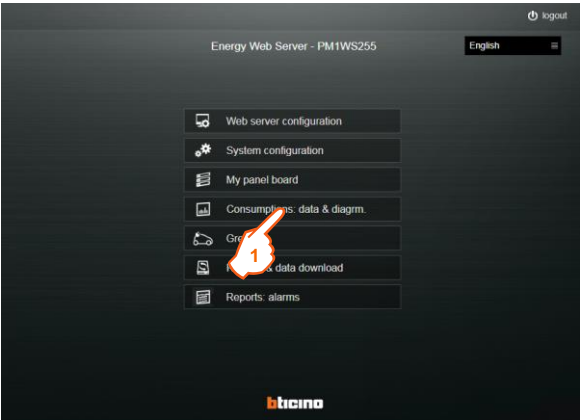 logout
Energy Web Server - PM1WS255
English
Web server configuration
System configuration
My panel board
Consumptions: data & diagrm.
Gre
1
& data download
Reports: alarms
bticino